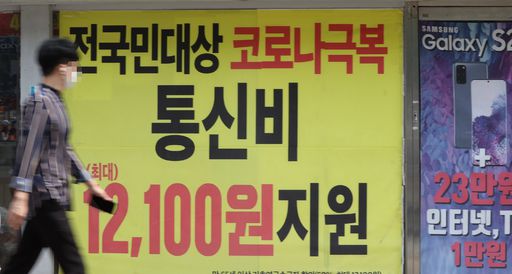 전국민대상 코로나극복
통신비
(최대)
12,100원지원
SAMSUNG
Galaxy S2
+
23만원
인터넷, T
1만원